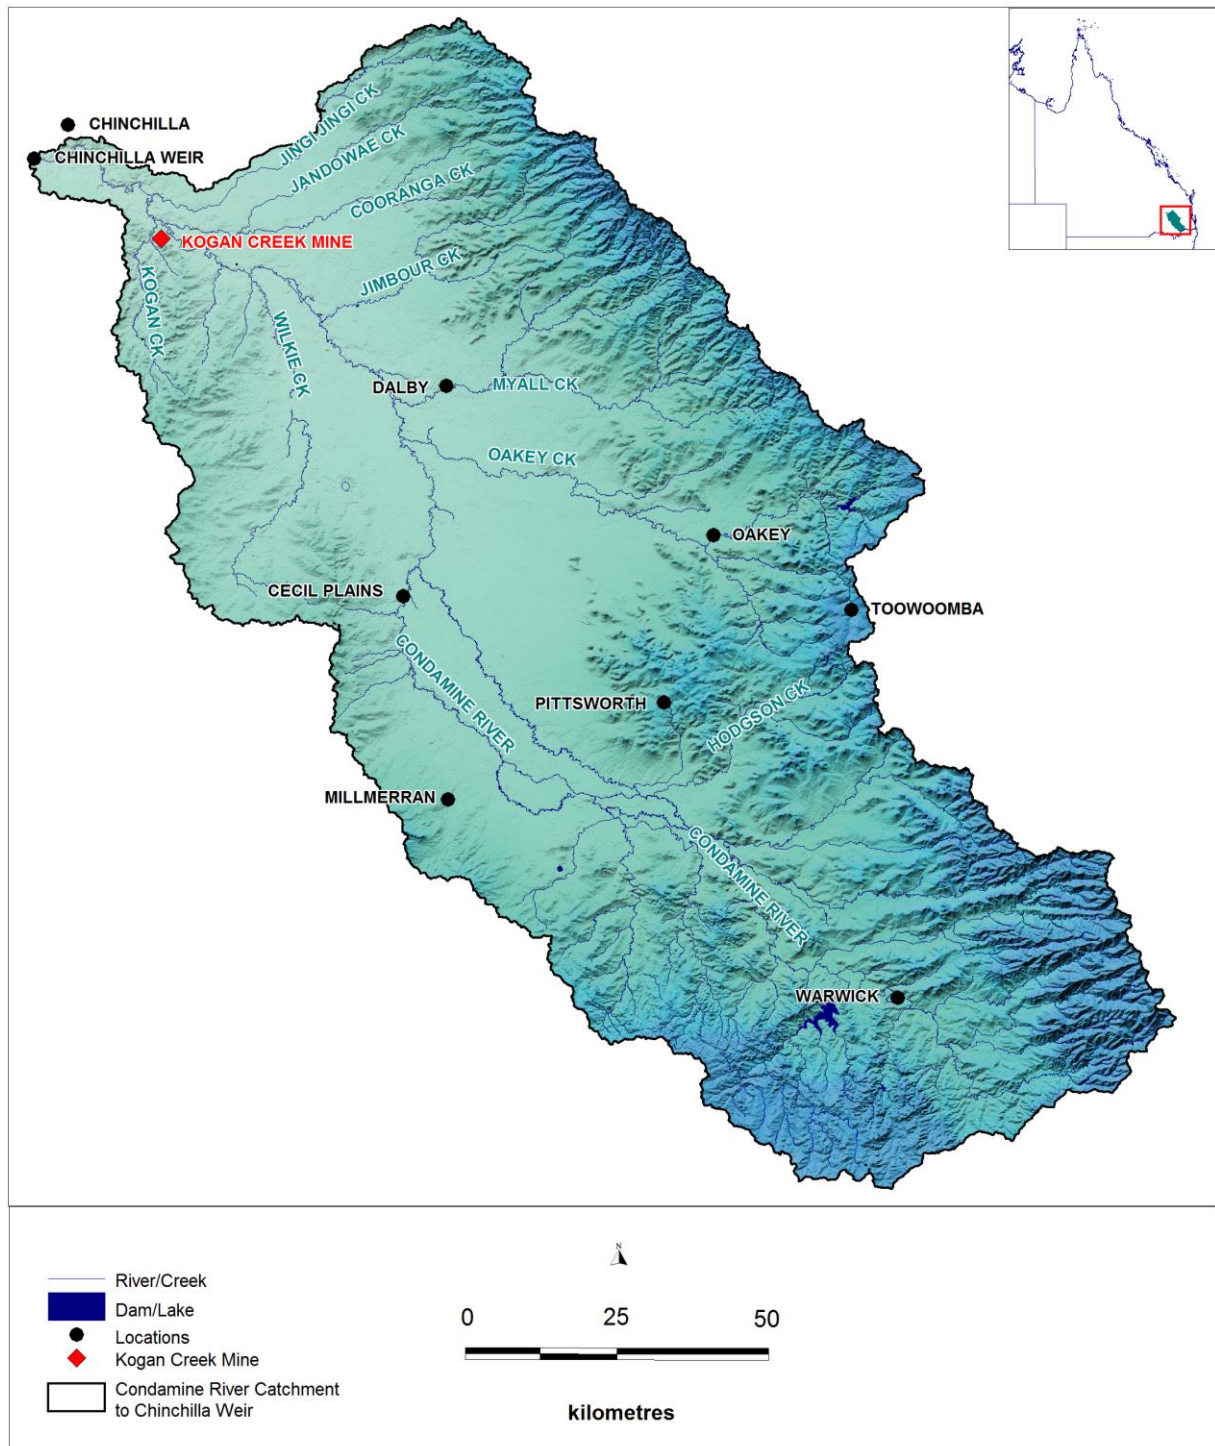 CHINCHILLA
CHINCHILLA WEIR
JINGI JINGI CK
JANDOWAE CK
COORANGA CK
KOGAN CREEK MINE
JIMBOUR CK
KOGAN CK
WILKIE CK
DALBY
MYALL CK
OAKEY CK
OAKEY
CECIL PLAINS
TOOWOOMBA
CONDAMINE RIVER
PITTSWORTH
HODGSON CK
MILLMERRAN
CONDAMINE RIVER
WARWICK
N
River/Creek
Dam/Lake
Locations
Kogan Creek Mine
Condamine River Catchment
to Chinchilla Weir
0 25 50
kilometres